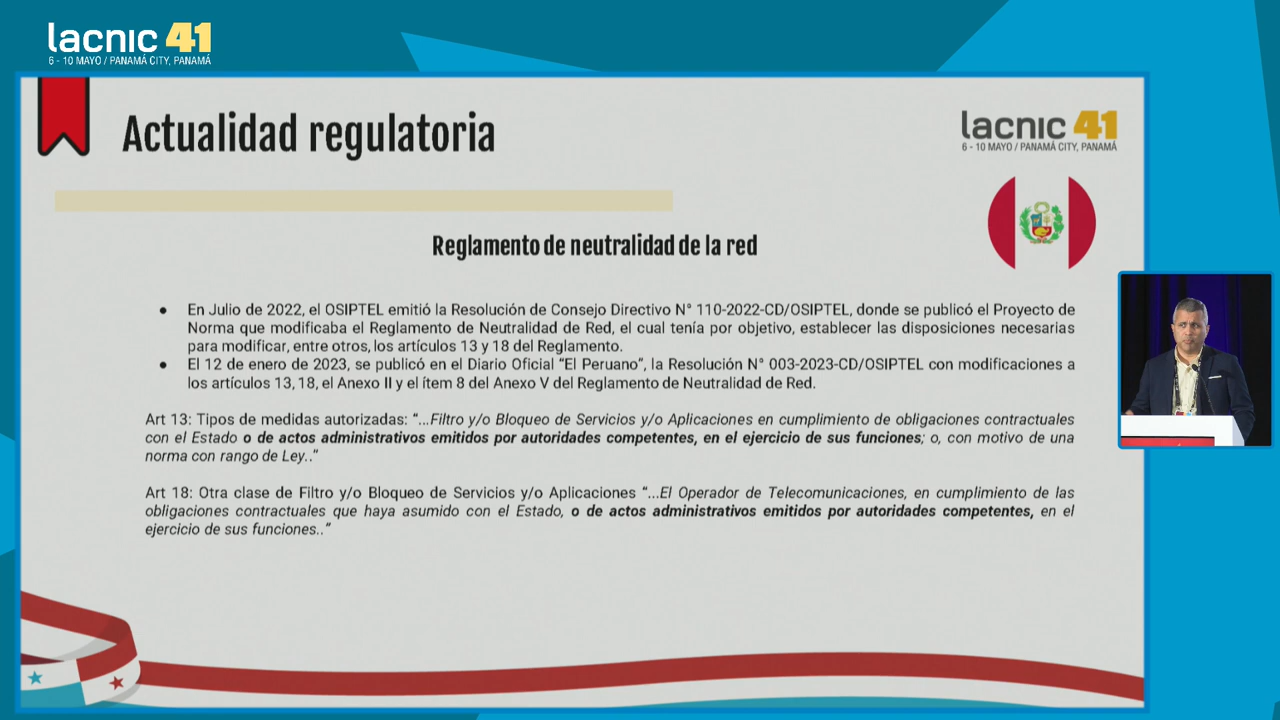 lacnic 41
6 - 10 MAYO / PANAMÁ CITY, PANAMÁ
Actualidad regulatoria
lacnic 41
6 - 10 MAYO / PANAMÁ CITY, PANAMÁ
Reglamento de neutralidad de la red
● En Julio de 2022, el OSIPTEL emitió la Resolución de Consejo Directivo N° 110-2022-CD/OSIPTEL, donde se publicó el Proyecto de
Norma que modificaba el Reglamento de Neutralidad de Red, el cual tenía por objetivo, establecer las disposiciones necesarias
para modificar, entre otros, los artículos 13 y 18 del Reglamento.
● El 12 de enero de 2023, se publicó en el Diario Oficial “El Peruano”, la Resolución N° 003-2023-CD/OSIPTEL con modificaciones a
los artículos 13, 18, el Anexo II y el ítem 8 del Anexo V del Reglamento de Neutralidad de Red.
Art 13: Tipos de medidas autorizadas: “...Filtro y/o Bloqueo de Servicios y/o Aplicaciones en cumplimiento de obligaciones contractuales
con el Estado o de actos administrativos emitidos por autoridades competentes, en el ejercicio de sus funciones; o, con motivo de una
norma con rango de Ley..”
Art 18: Otra clase de Filtro y/o Bloqueo de Servicios y/o Aplicaciones “...El Operador de Telecomunicaciones, en cumplimiento de las
obligaciones contractuales que haya asumido con el Estado, o de actos administrativos emitidos por autoridades competentes, en el
ejercicio de sus funciones..”